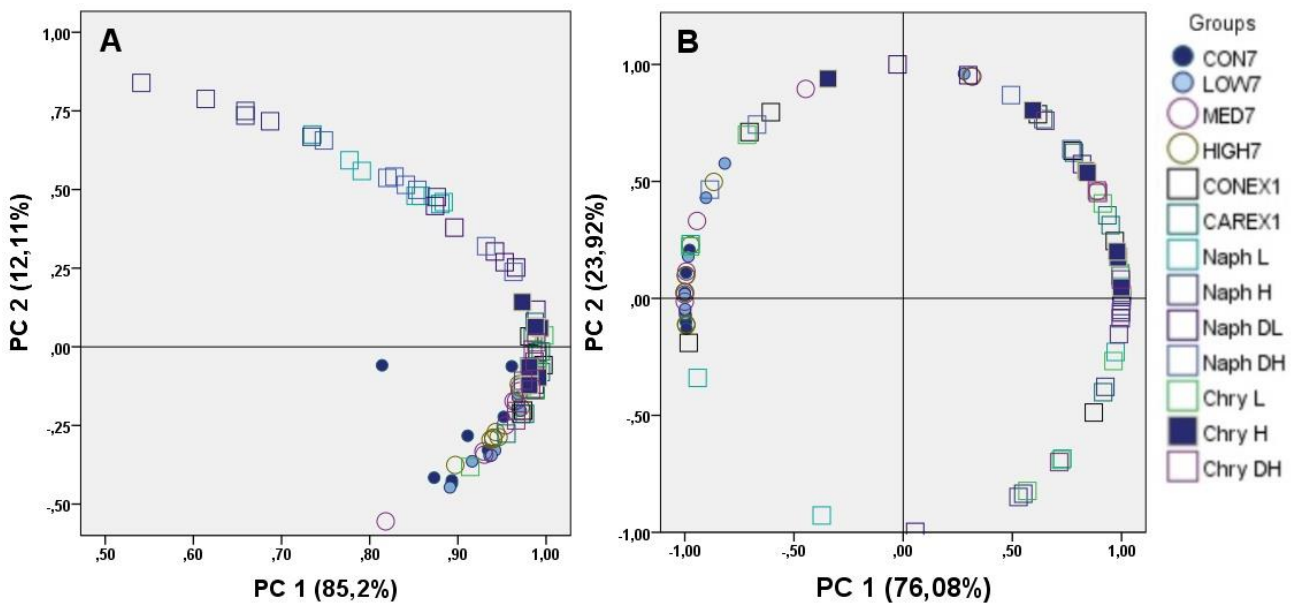 A
PC 2 (12,11%)
1,00
,75
,50
,25
,00
-,25
-,50
,50
,60
,70
,80
,90
1,00
PC 1 (85,2%)
B
PC 2 (23,92%)
1,00
,50
,00
-,50
-1,00
-1,00
-,50
,00
,50
1,00
PC 1 (76,08%)
Groups
CON7
LOW7
MED7
HIGH7
CONEX1
CAREX1
Naph L
Naph H
Naph DL
Naph DH
Chry L
Chry H
Chry DH